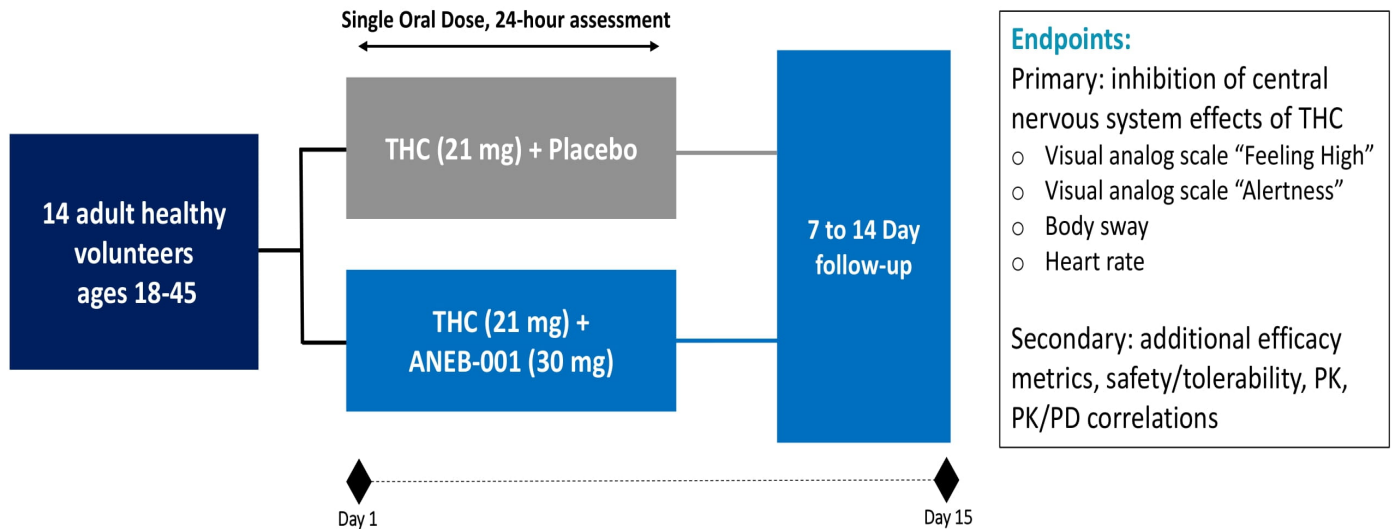 Single Oral Dose, 24-hour assessment
14 adult healthy
volunteers
ages 18-45
THC (21 mg) + Placebo
THC (21 mg) +
ANEB-001 (30 mg)
7 to 14 Day
follow-up
Day 1
Day 15
Endpoints:
Primary: inhibition of central
nervous system effects of THC
o Visual analog scale “Feeling High”
o Visual analog scale “Alertness”
o Body sway
o Heart rate
Secondary: additional efficacy
metrics, safety/tolerability, PK,
PK/PD correlations